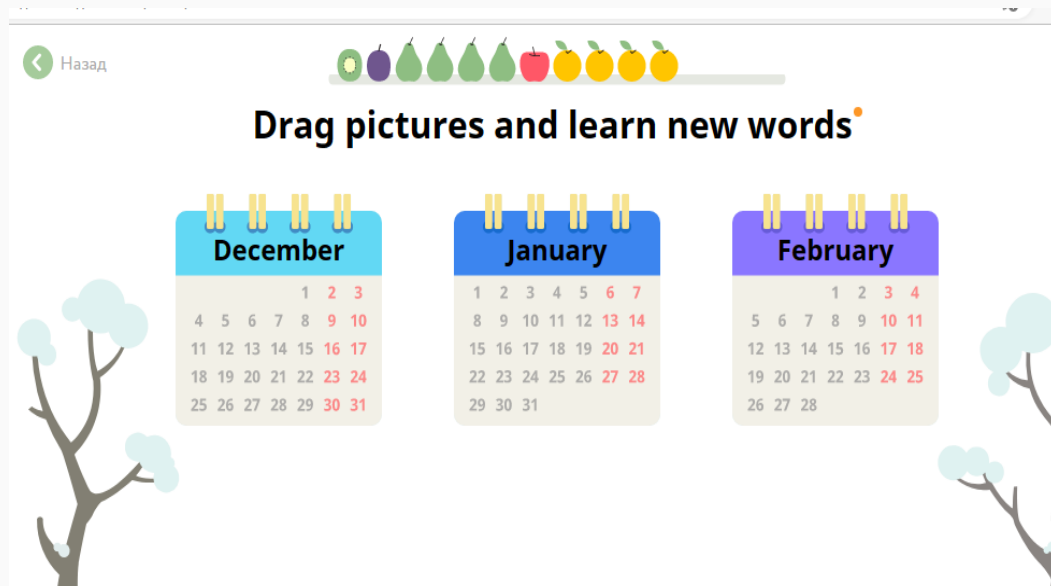 Назад
Drag pictures and learn new words
December
1 2 3
4 5 6 7 8 9 10
11 12 13 14 15 16 17
18 19 20 21 22 23 24
25 26 27 28 29 30 31
January
1 2 3 4 5 6 7
8 9 10 11 12 13 14
15 16 17 18 19 20 21
22 23 24 25 26 27 28
29 30 31
February
1 2 3 4
5 6 7 8 9 10 11
12 13 14 15 16 17 18
19 20 21 22 23 24 25
26 27 28